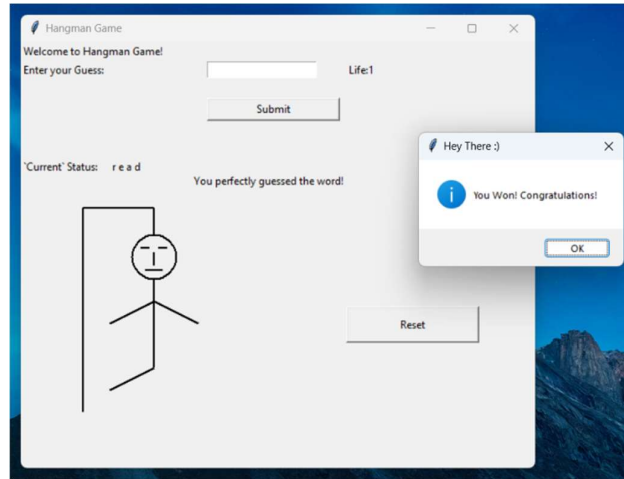 Hangman Game
Welcome to Hangman Game!
Enter your Guess:
Life:1
Submit
Hey There :)
You Won! Congratulations!
OK
`Current` Status: r e a d
You perfectly guessed the word!
Reset